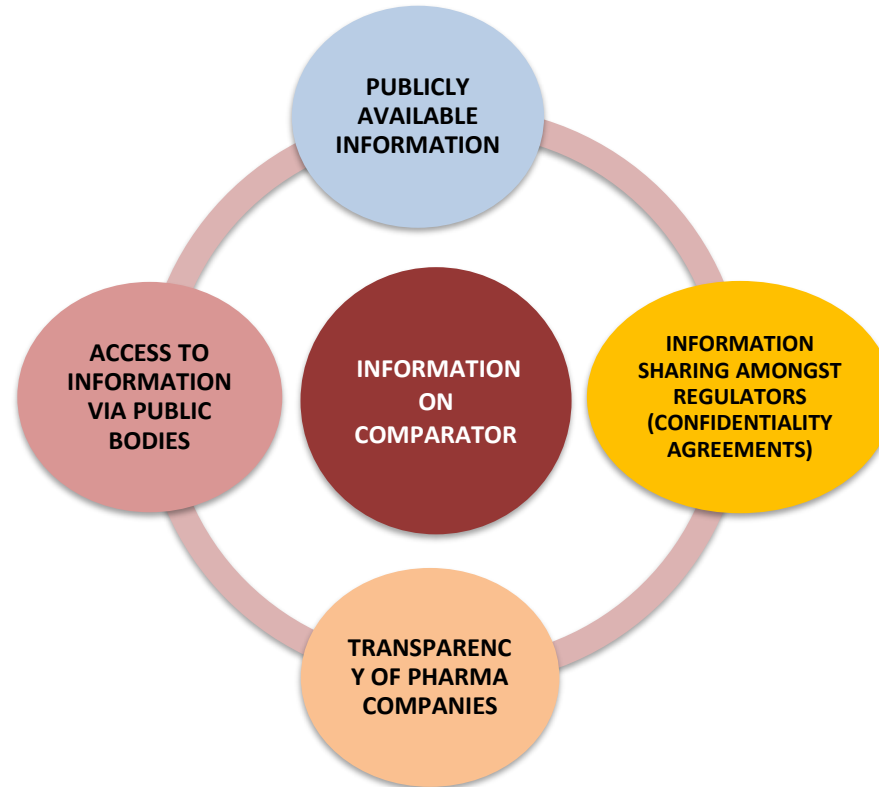 PUBLICLY
AVAILABLE
INFORMATION
ACCESS TO
INFORMATION
VIA PUBLIC
BODIES
INFORMATION
ON
COMPARATOR
INFORMATION
SHARING AMONGST
REGULATORS
(CONFIDENTIALITY
AGREEMENTS)
TRANSPARENC
Y OF PHARMA
COMPANIES